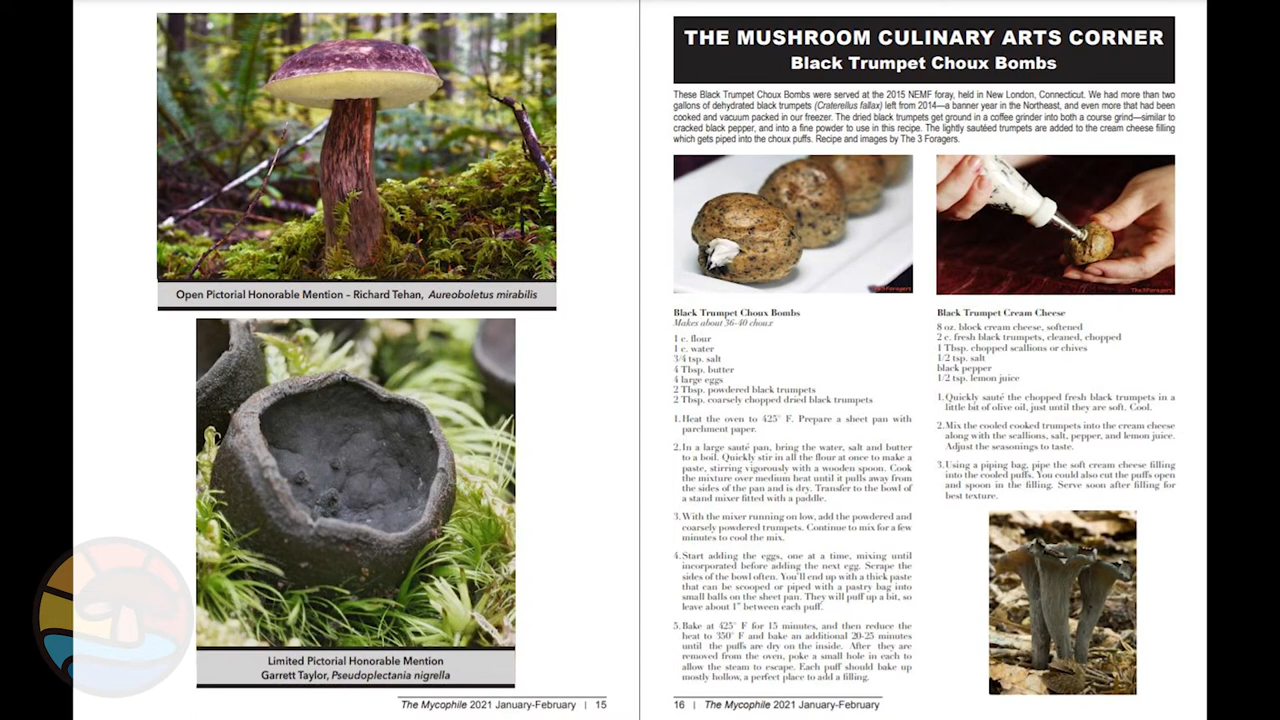 Open Pictorial Honorable Mention – Richard Tehan, Aureoboletus mirabilis
Limited Pictorial Honorable Mention
Garrett Taylor, Pseudoplectania nigrella
The Mycophile 2021 January-February | 15
THE MUSHROOM CULINARY ARTS CORNER
Black Trumpet Choux Bombs
These Black Trumpet Choux Bombs were served at the 2015 NEMF foray, held in New London, Connecticut. We had more than two
gallons of dehydrated black trumpets (Craterellus fallax) left from 2014—a banner year in the Northeast, and even more that had been
cooked and vacuum packed in our freezer. The dried black trumpets get ground in a coffee grinder into both a course grind—similar to
cracked black pepper, and into a fine powder to use in this recipe. The lightly sautéed trumpets are added to the cream cheese filling
which gets piped into the choux puffs. Recipe and images by The 3 Foragers.
The 3 Foragers
The 3 Foragers
Black Trumpet Choux Bombs
Makes about 36-40 choux
1 c. flour
1 c. water
3/4 tsp. salt
4 Tbsp. butter
4 large eggs
2 Tbsp. powdered black trumpets
2 Tbsp. coarsely chopped dried black trumpets
1. Heat the oven to 425° F. Prepare a sheet pan with
parchment paper.
2. In a large sauté pan, bring the water, salt and butter
to a boil. Quickly stir in all the flour at once to make a
paste, stirring vigorously with a wooden spoon. Cook
the mixture over medium heat until it pulls away from
the sides of the pan and is dry. Transfer to the bowl of
a stand mixer fitted with a paddle.
3. With the mixer running on low, add the powdered and
coarsely powdered trumpets. Continue to mix for a few
minutes to cool the mix.
4. Start adding the eggs, one at a time, mixing until
incorporated before adding the next egg. Scrape the
sides of the bowl often. You'll end up with a thick paste
that can be scooped or piped with a pastry bag into
small balls on the sheet pan. They will puff up a bit, so
leave about 1" between each puff.
5. Bake at 425° F for 15 minutes, and then reduce the
heat to 350° F and bake an additional 20-25 minutes
until the puffs are dry on the inside. After they are
removed from the oven, poke a small hole in each to
allow the steam to escape. Each puff should bake up
mostly hollow, a perfect place to add a filling.
Black Trumpet Cream Cheese
8 oz. block cream cheese, softened
2 c. fresh black trumpets, cleaned, chopped
1 Tbsp. chopped scallions or chives
1/2 tsp. salt
black pepper
1/2 tsp. lemon juice
1. Quickly sauté the chopped fresh black trumpets in a
little bit of olive oil, just until they are soft. Cool.
2. Mix the cooled cooked trumpets into the cream cheese
along with the scallions, salt, pepper, and lemon juice.
Adjust the seasonings to taste.
3. Using a piping bag, pipe the soft cream cheese filling
into the cooled puffs. You could also cut the puffs open
and spoon in the filling. Serve soon after filling for
best texture.
16 | The Mycophile 2021 January-February